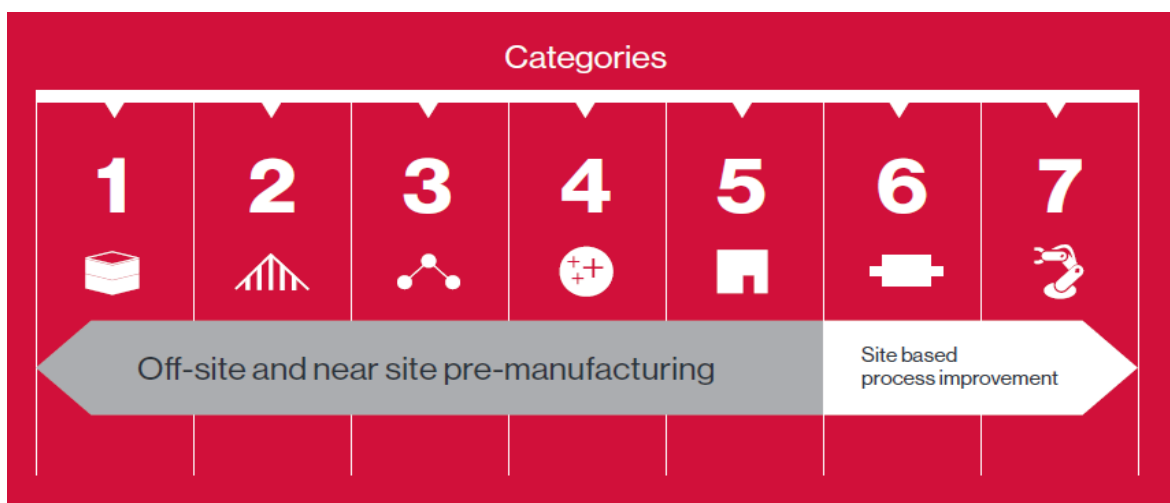 Categories
1 2 3 4 5 6 7
Off-site and near site pre-manufacturing
Site based
process improvement